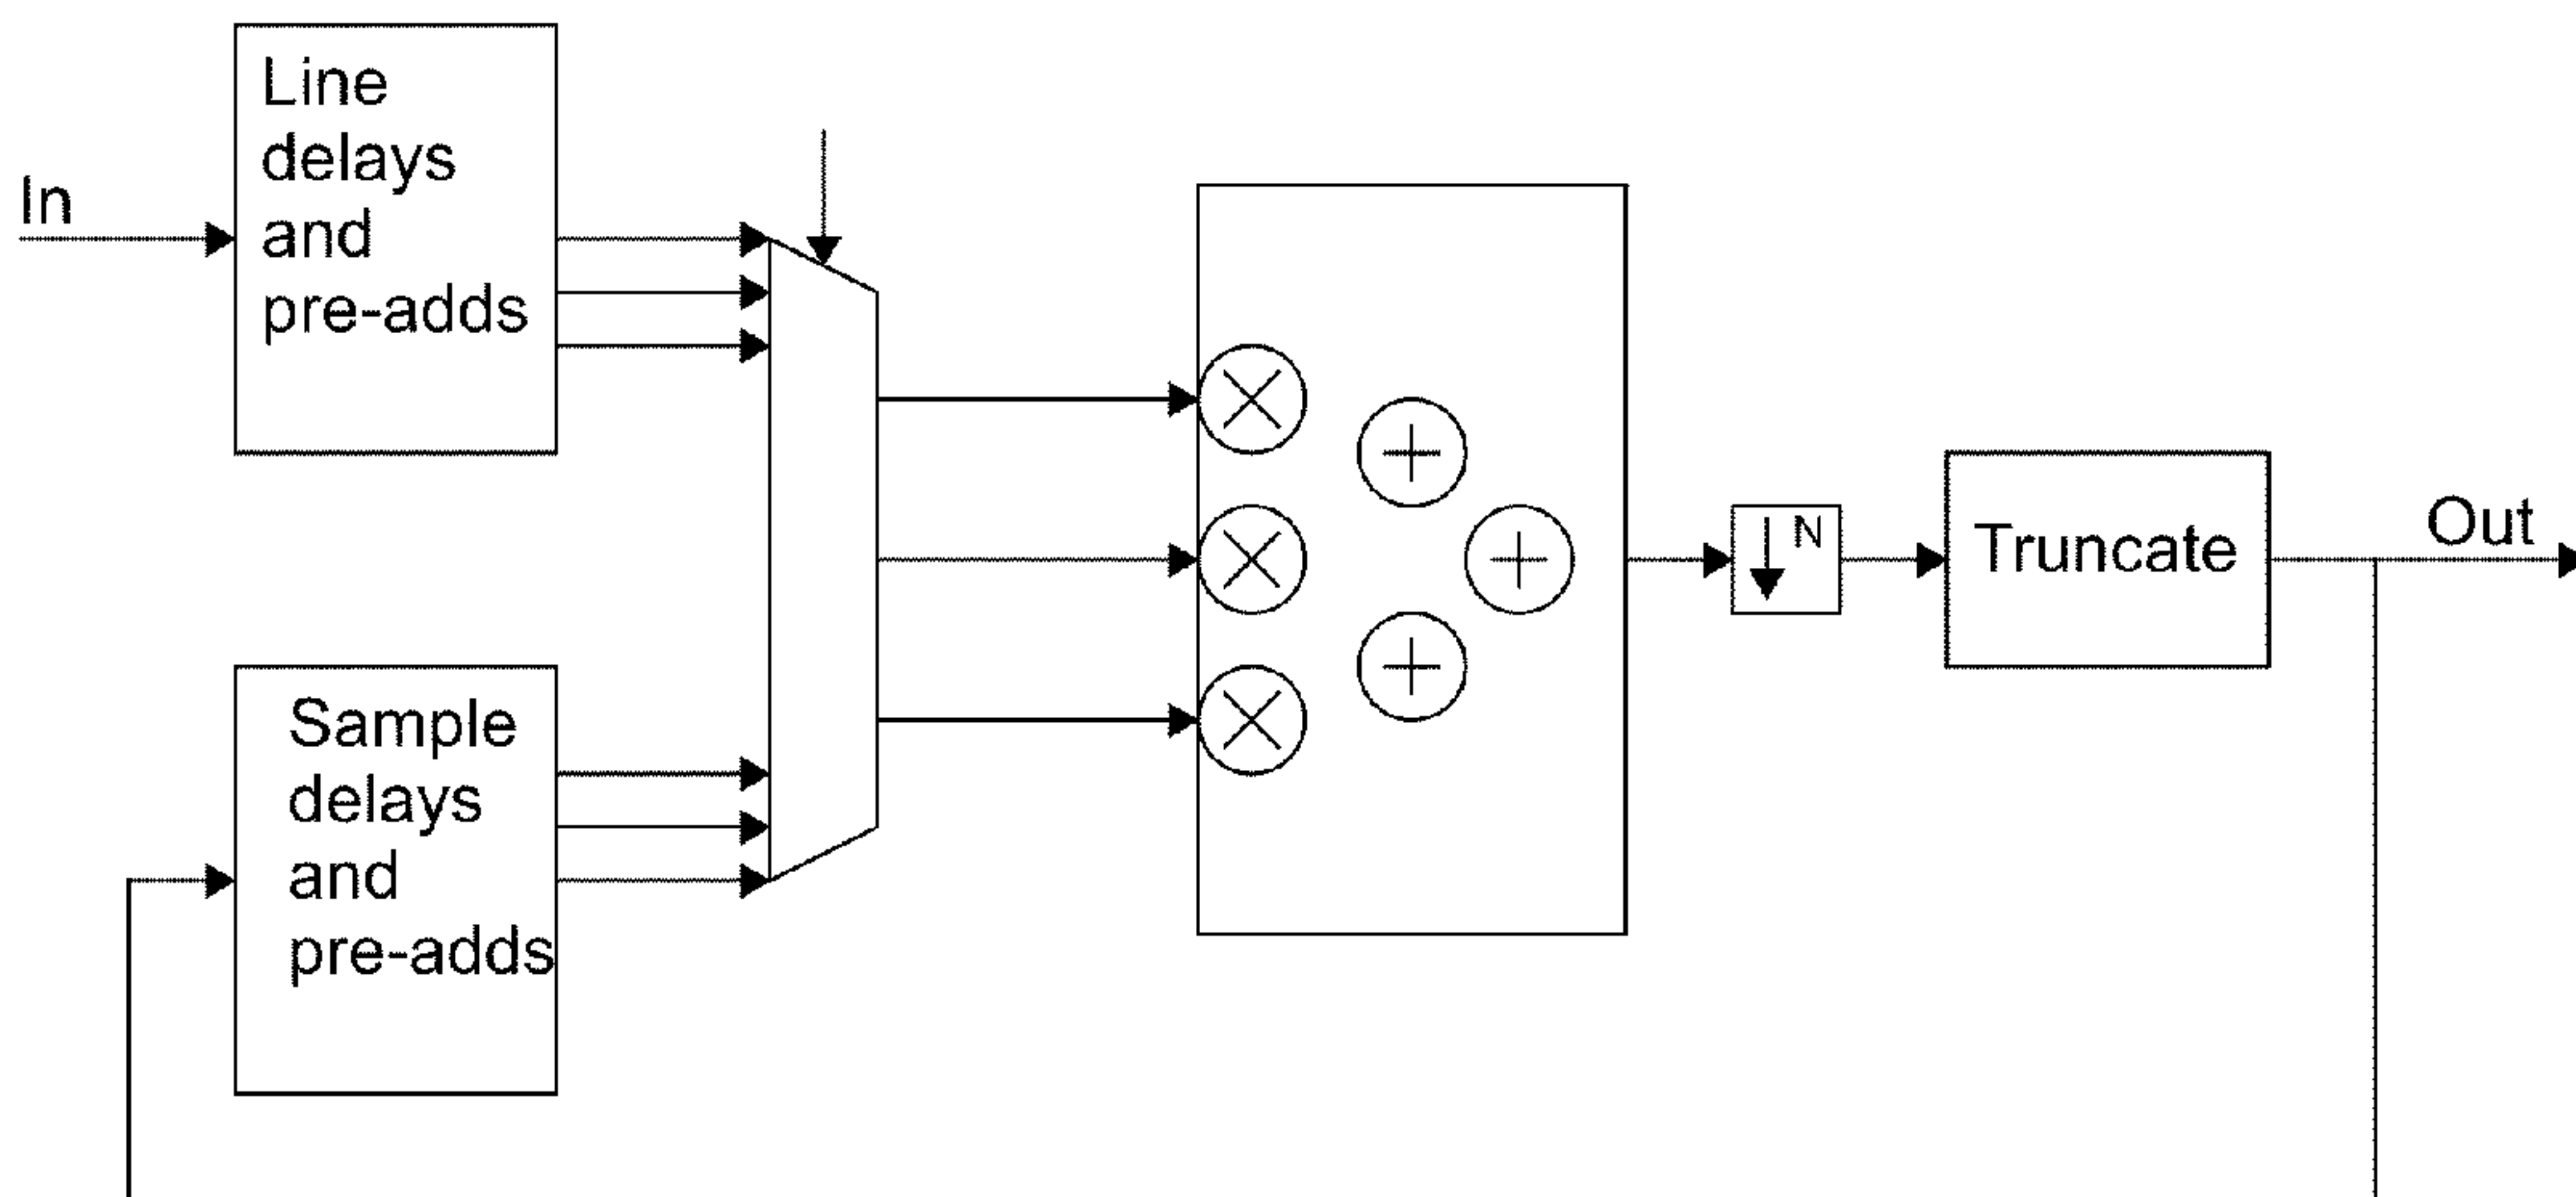 Line
delays
and
pre-adds
In
N
Truncate
Out
Sample
delays
and
pre-adds